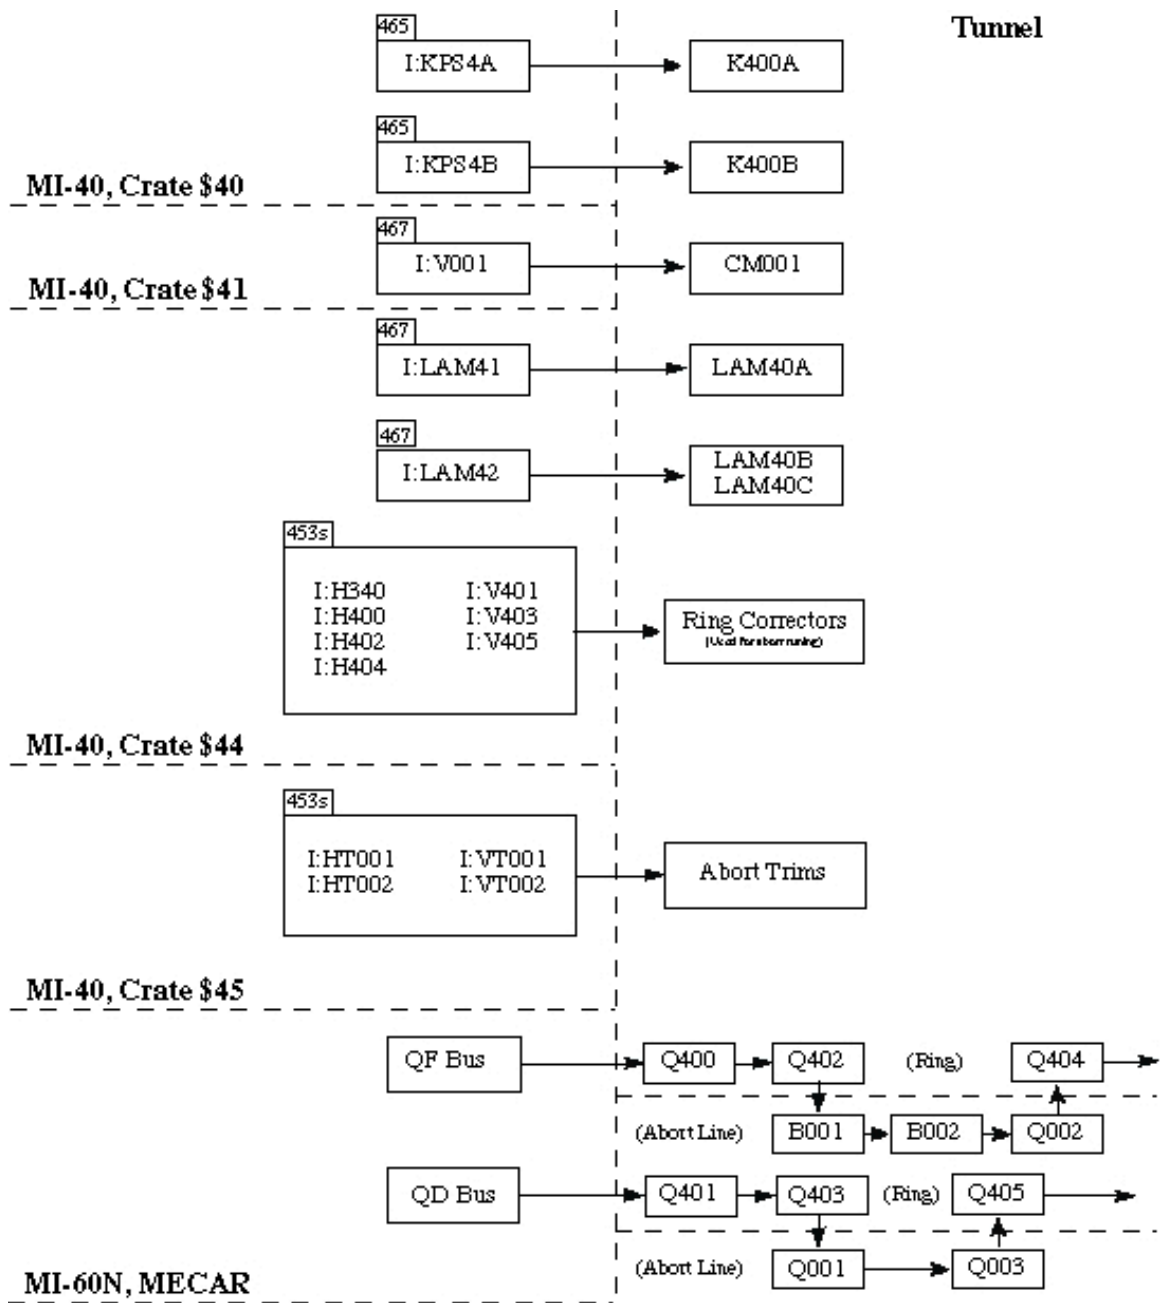 Tunnel
465
I:KPS4A
K400A
465
I:KPS4B
K400B
MI-40, Crate $40
467
I:V001
CM001
MI-40, Crate $41
467
I:LAM41
LAM40A
467
I:LAM42
LAM40B
LAM40C
453s
I:H340 I:V401
I:H400 I:V403
I:H402 I:V405
I:H404
Ring Correctors
(Used for
MI-40, Crate $44
453s
I:HT001 I:VT001
I:HT002 I:VT002
Abort Trims
MI-40, Crate $45
QF Bus Q400 Q402 (Ring) Q404
(Abort Line) B001 B002 Q002
QD Bus Q401 Q403 (Ring) Q405
(Abort Line) Q001 Q003
MI-60N, MECAR